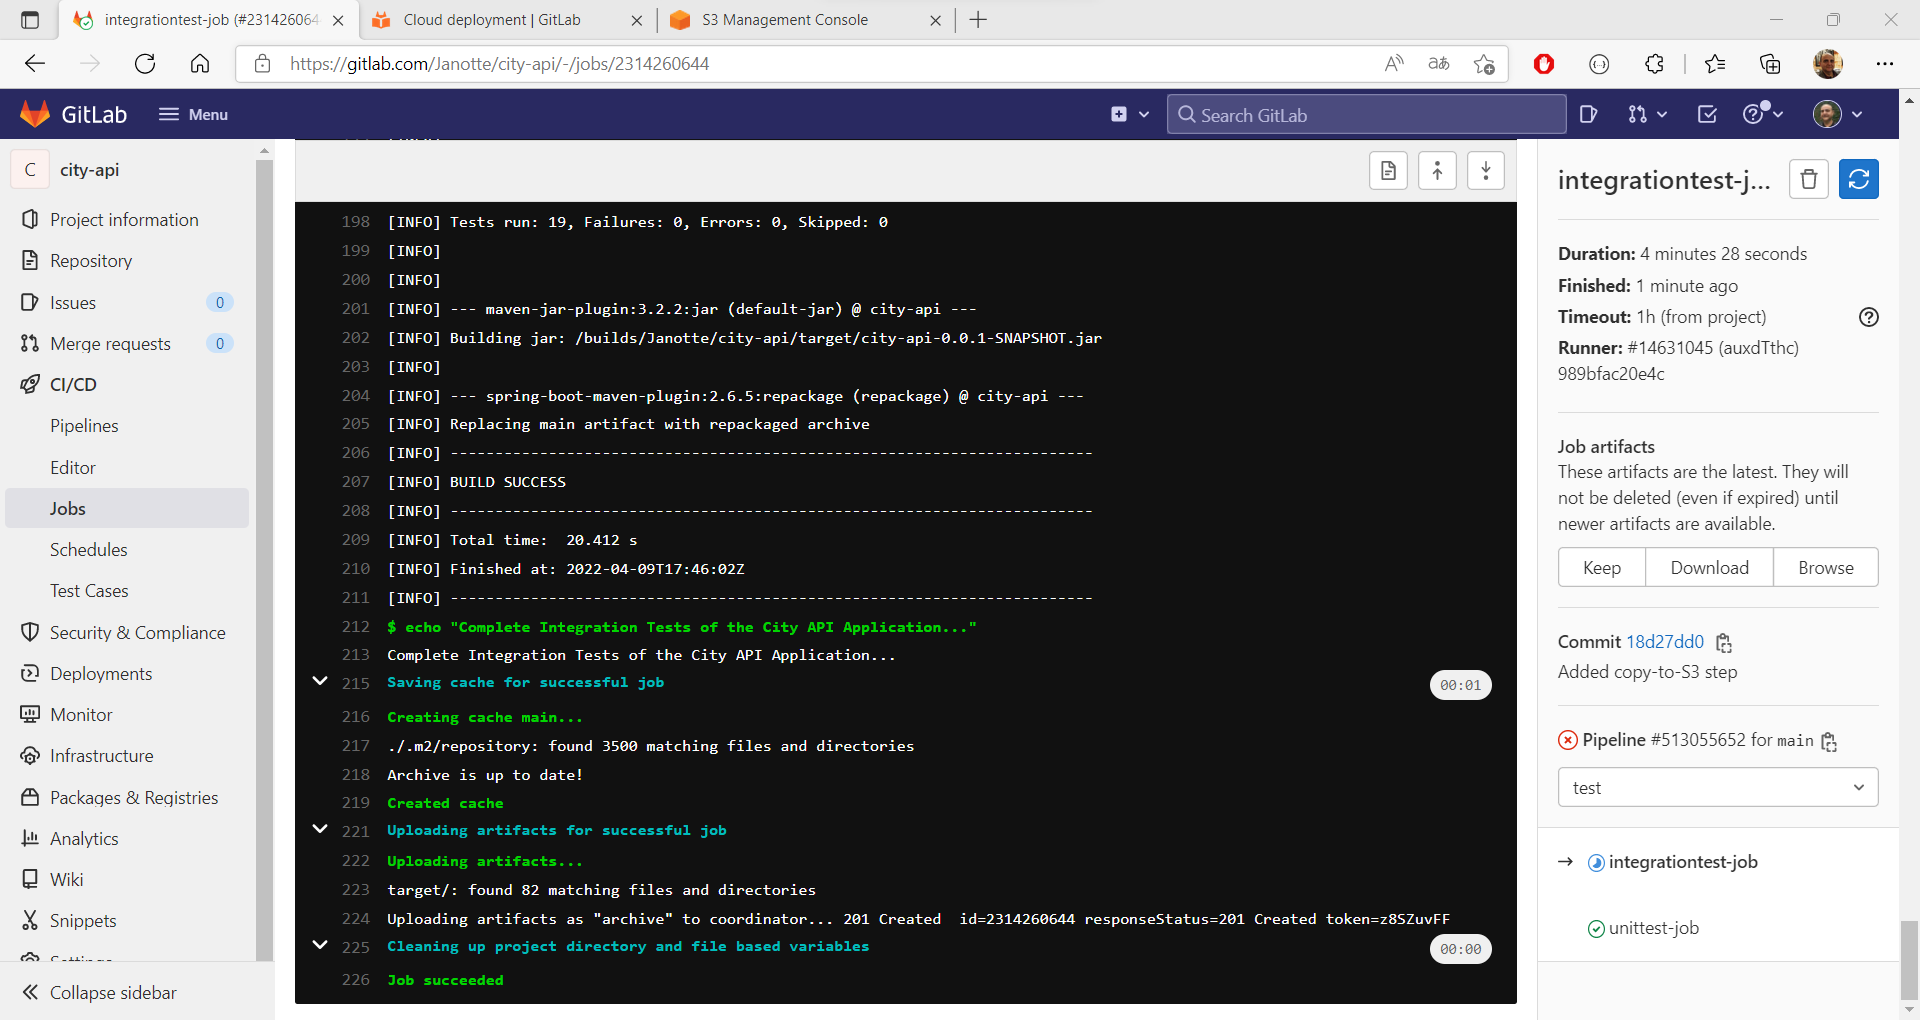 integrationtest-job (#231426064
Cloud deployment | GitLab
S3 Management Console
https://gitlab.com/Janotte/city-api/-/jobs/2314260644
GitLab
Menu
Search GitLab
C city-api
Project information
Repository
Issues 0
Merge requests 0
CI/CD
Pipelines
Editor
Jobs
Schedules
Test Cases
Security & Compliance
Deployments
Monitor
Infrastructure
Packages & Registries
Analytics
Wiki
Snippets
Settings
Collapse sidebar
198 [INFO] Tests run: 19, Failures: 0, Errors: 0, Skipped: 0
199 [INFO]
200 [INFO]
201 [INFO] --- maven-jar-plugin:3.2.2:jar (default-jar) @ city-api ---
202 [INFO] Building jar: /builds/Janotte/city-api/target/city-api-0.0.1-SNAPSHOT.jar
203 [INFO]
204 [INFO] --- spring-boot-maven-plugin:2.6.5:repackage (repackage) @ city-api ---
205 [INFO] Replacing main artifact with repackaged archive
206 [INFO] ------------------------------------------------------------------------
207 [INFO] BUILD SUCCESS
208 [INFO] ------------------------------------------------------------------------
209 [INFO] Total time:  20.412 s
210 [INFO] Finished at: 2022-04-09T17:46:02Z
211 [INFO] ------------------------------------------------------------------------
212 $ echo "Complete Integration Tests of the City API Application..."
213 Complete Integration Tests of the City API Application...
215 Saving cache for successful job 00:01
216 Creating cache main...
217 ./.m2/repository: found 3500 matching files and directories
218 Archive is up to date!
219 Created cache
221 Uploading artifacts for successful job
222 Uploading artifacts...
223 target/: found 82 matching files and directories
224 Uploading artifacts as "archive" to coordinator... 201 Created  id=2314260644 responseStatus=201 Created token=z8SZuvFF
225 Cleaning up project directory and file based variables 00:00
226 Job succeeded
integrationtest-j...
Duration: 4 minutes 28 seconds
Finished: 1 minute ago
Timeout: 1h (from project)
Runner: #14631045 (auxdTthc)
989bfac20e4c
Job artifacts
These artifacts are the latest. They will
not be deleted (even if expired) until
newer artifacts are available.
Keep Download Browse
Commit 18d27dd0
Added copy-to-S3 step
Pipeline #513055652 for main
test
→ integrationtest-job
unittest-job